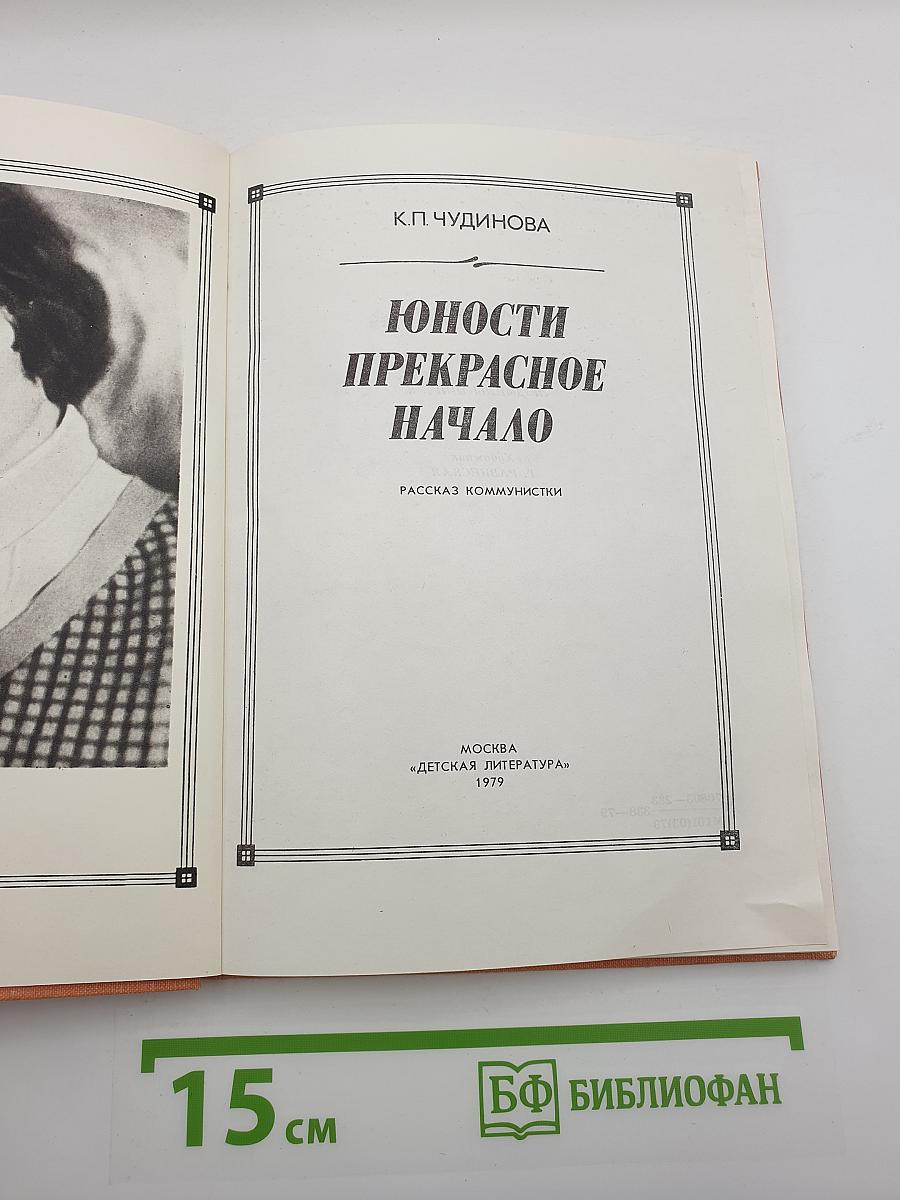 К.П. ЧУДИНОВА
ЮНОСТИ
ПРЕКРАСНОЕ
НАЧАЛО
РАССКАЗ КОММУНИСТКИ
МОСКВА
«ДЕТСКАЯ ЛИТЕРАТУРА»
1979
15 см
БФ БИБЛИОФАН